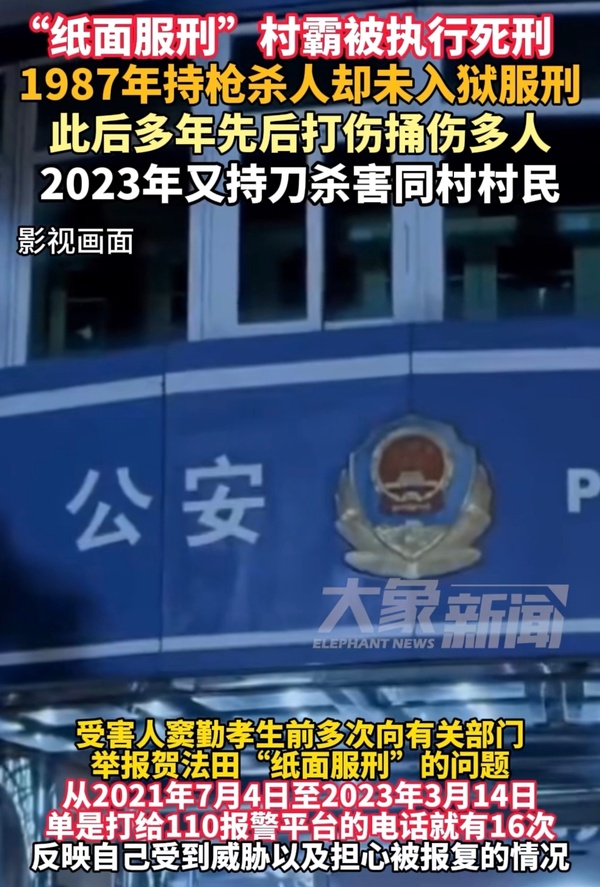 “纸面服刑”村霸被执行死刑
1987年持枪杀人却未入狱服刑
此后多年先后打伤捅伤多人
2023年又持刀杀害同村村民
影视画面
公安
P
大象新闻
ELEPHANT NEWS
受害人窦勤孝生前多次向有关部门
举报贺法田“纸面服刑”的问题
从2021年7月4日至2023年3月14日
单是打给110报警平台的电话就有16次
反映自己受到威胁以及担心被报复的情况